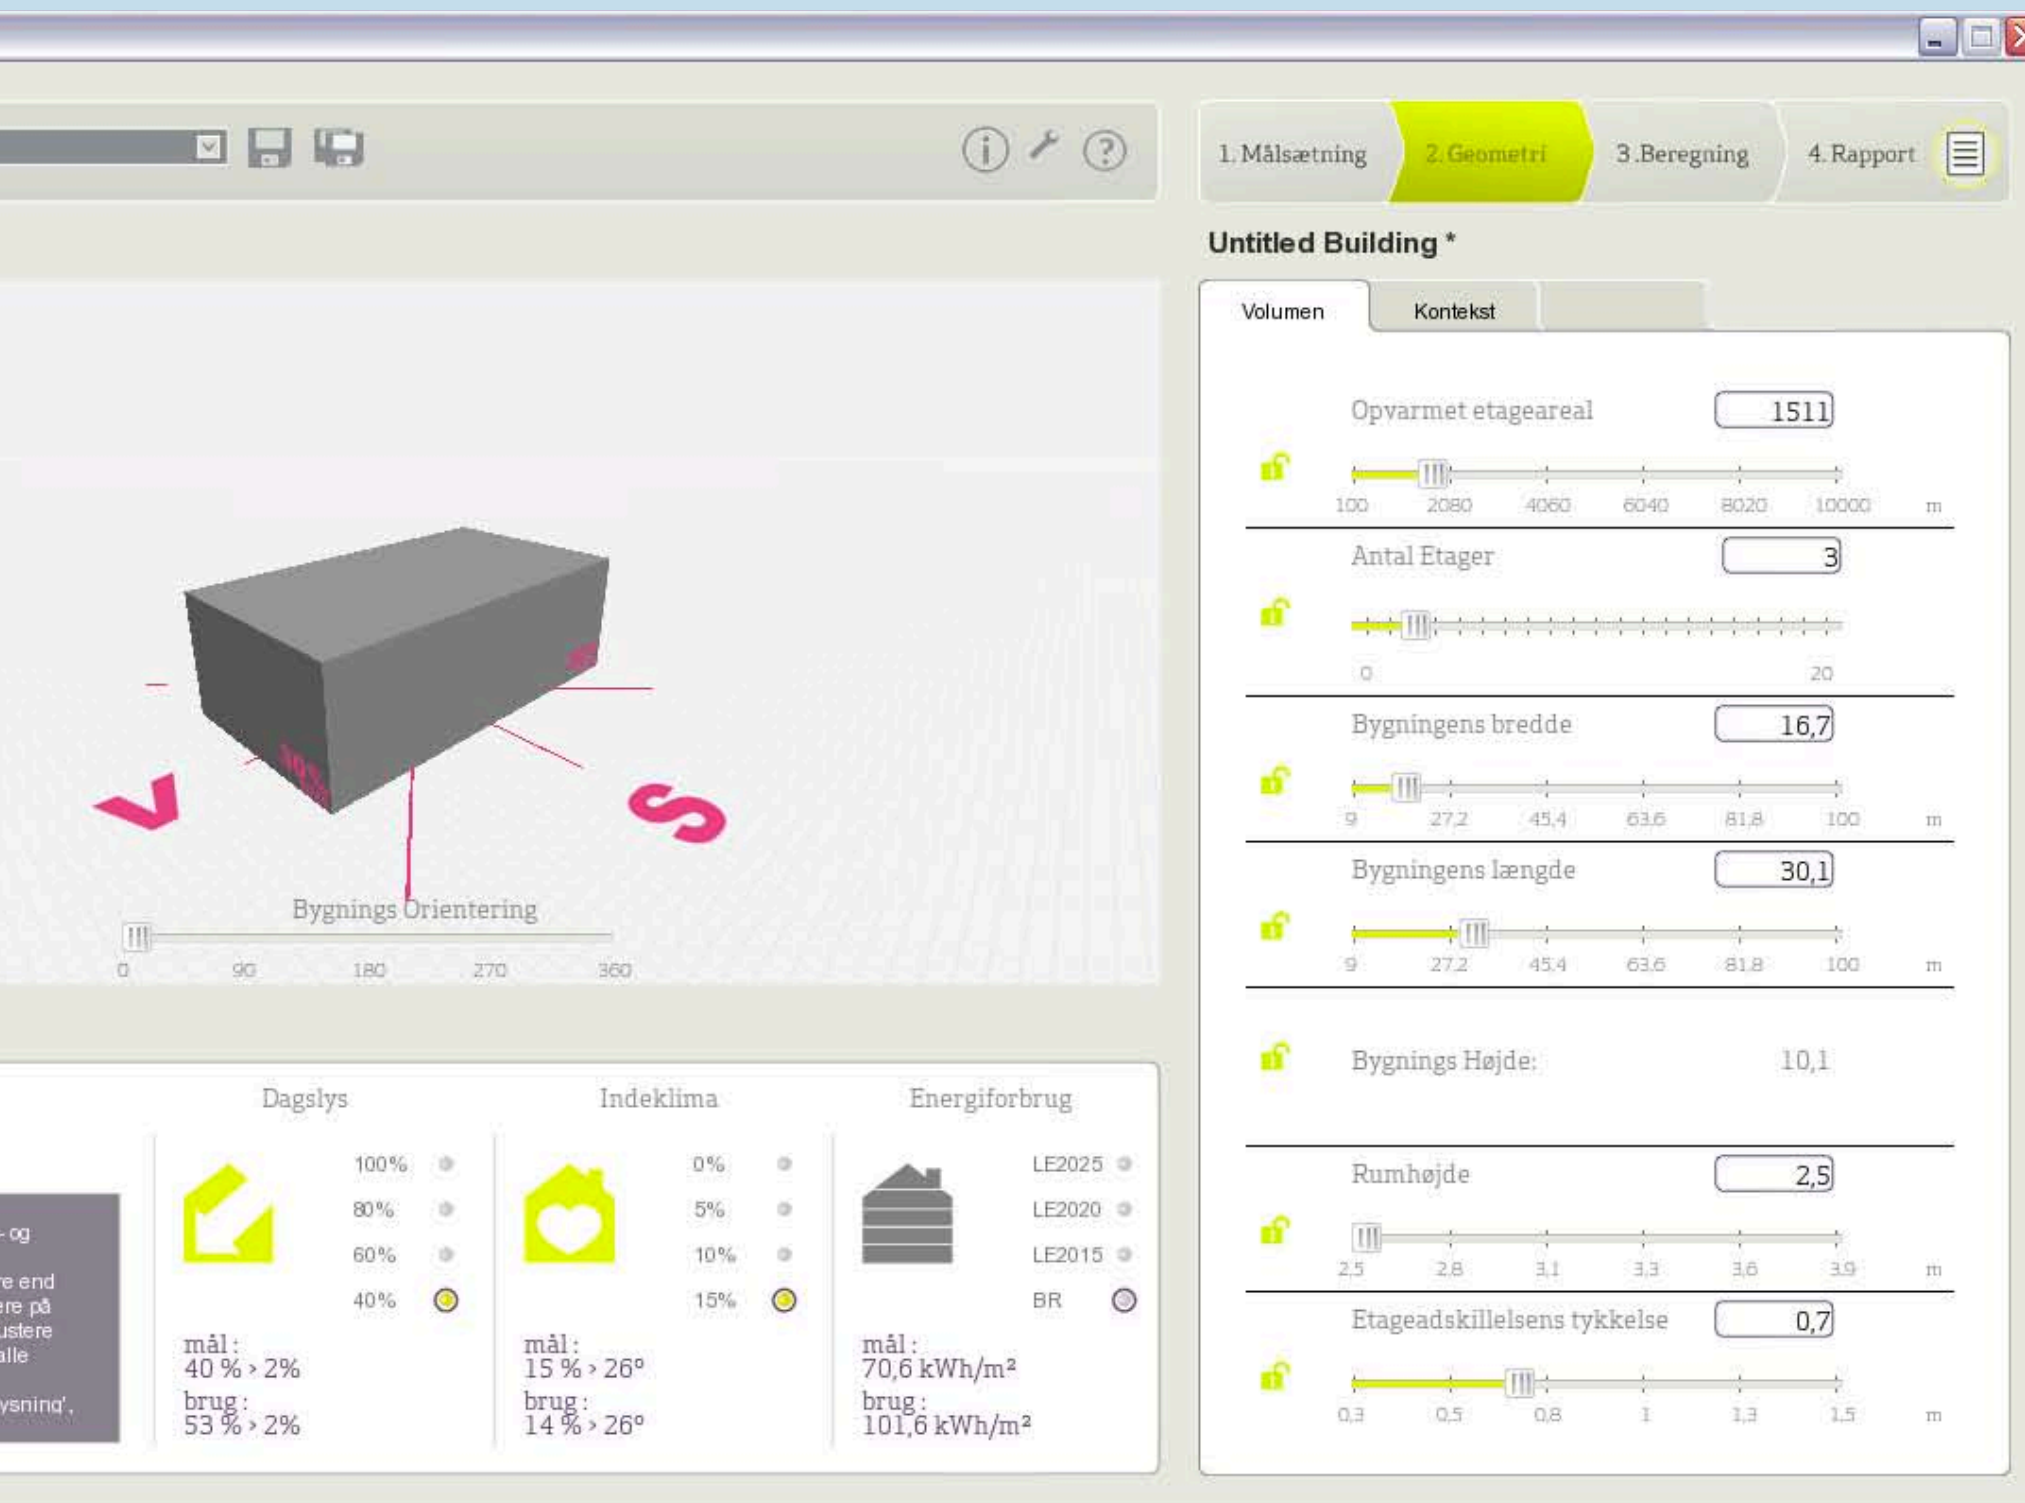 1. Målsætning
2. Geometri
3 .Beregning
4. Rapport
Untitled Building *
Volumen
Kontekst
Opvarmet etageareal 1511
100 2080 4060 6040 8020 10000 m
Antal Etager 3
0 20
Bygningens bredde 16,7
9 27,2 45,4 63,6 81,8 100 m
Bygningens længde 30,1
9 27,2 45,4 63,6 81,8 100 m
Bygnings Højde: 10,1
Rumhøjde 2,5
2,5 2,8 3,1 3,3 3,6 3,9 m
Etageadskillelsens tykkelse 0,7
0,3 0,5 0,8 1 1,3 1,5 m
V
S
Bygnings Orientering
0 90 180 270 360
- og
re end
ere på
ustere
alle
ysning',
Dagslys
100%
80%
60%
40%
mål :
40 % > 2%
brug :
53 % > 2%
Indeklima
0%
5%
10%
15%
mål :
15 % > 26°
brug :
14 % > 26°
Energiforbrug
LE2025
LE2020
LE2015
BR
mål :
70,6 kWh/m²
brug :
101,6 kWh/m²